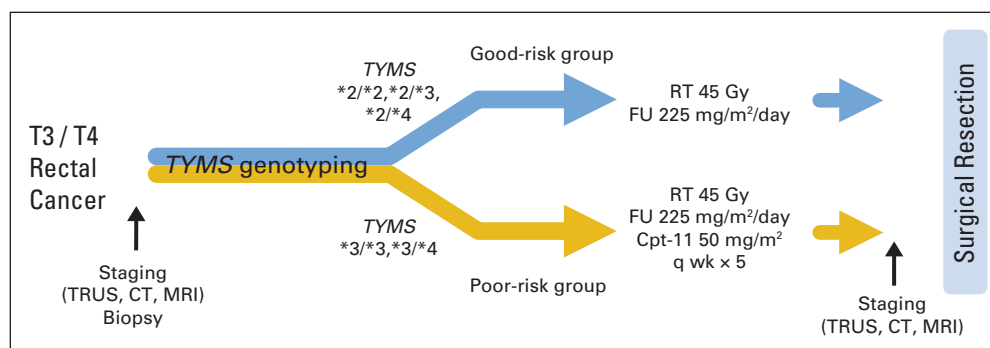 T3 / T4
Rectal
Cancer
Staging
(TRUS, CT, MRI)
Biopsy
TYMS genotyping
TYMS
*2/*2,*2/*3,
*2/*4
Good-risk group
RT 45 Gy
FU 225 mg/m²/day
TYMS
*3/*3,*3/*4
Poor-risk group
RT 45 Gy
FU 225 mg/m²/day
Cpt-11 50 mg/m²
q wk × 5
Staging
(TRUS, CT, MRI)
Surgical Resection